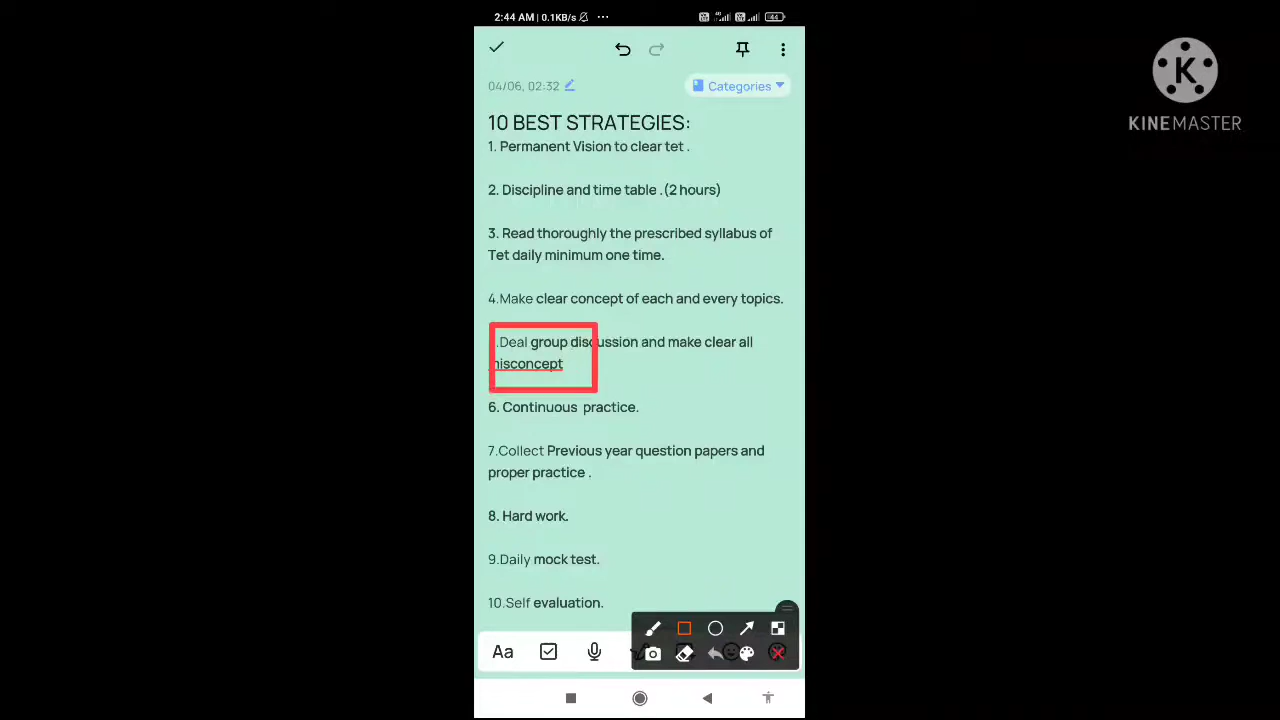 2:44 AM | 0.1KB/s
44
04/06, 02:32
Categories
K
KINEMASTER
10 BEST STRATEGIES:
1. Permanent Vision to clear tet .
2. Discipline and time table .(2 hours)
3. Read thoroughly the prescribed syllabus of
Tet daily minimum one time.
4.Make clear concept of each and every topics.
.Deal group discussion and make clear all
misconcept
6. Continuous practice.
7.Collect Previous year question papers and
proper practice .
8. Hard work.
9.Daily mock test.
10.Self evaluation.
Aa